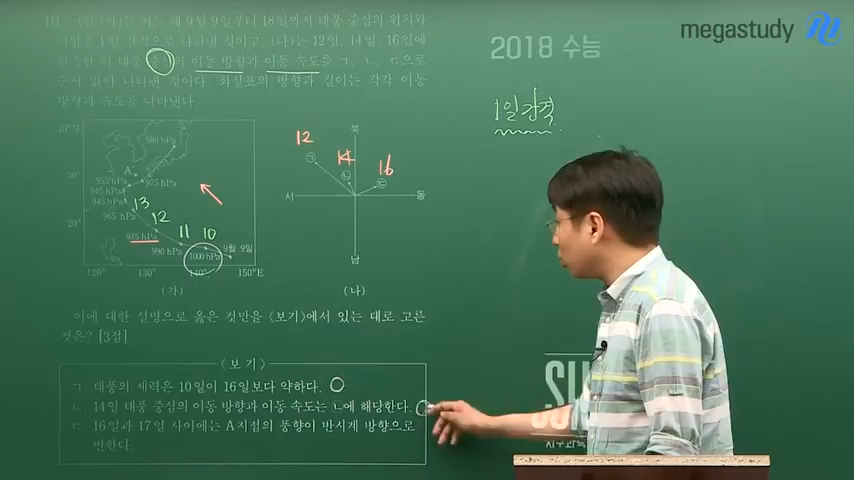 megastudy
2018 수능
10. 그림 (가)는 어느 해 9월 9일부터 18일까지 태풍 중심의 위치와
기압을 1일 간격으로 나타낸 것이고, (나)는 12일, 14일, 16일에
이 태풍 중심의 이동 방향과 이동 속도를 ㄱ, ㄴ, ㄷ으로
순서 없이 나타낸 것이다. 화살표의 방향과 길이는 각각 이동
방향과 속도를 나타낸다.
1일 간격
40°N
30°
20°
120°
130°
140°
150°E
980 hPa
975 hPa
A
955 hPa
945 hPa
945 hPa
965 hPa
975 hPa
990 hPa
1000 hPa
9월 9일
13
12
11
10
(가)
북
서
동
남
12
14
16
㉠
㉡
㉢
(나)
이에 대한 설명으로 옳은 것만을 <보기>에서 있는 대로 고른
것은? [3점]
<보 기>
ㄱ. 태풍의 세력은 10일이 16일보다 약하다.
ㄴ. 14일 태풍 중심의 이동 방향과 이동 속도는 ㉡에 해당한다.
ㄷ. 16일과 17일 사이에는 A 지점의 풍향이 반시계 방향으로
변한다.